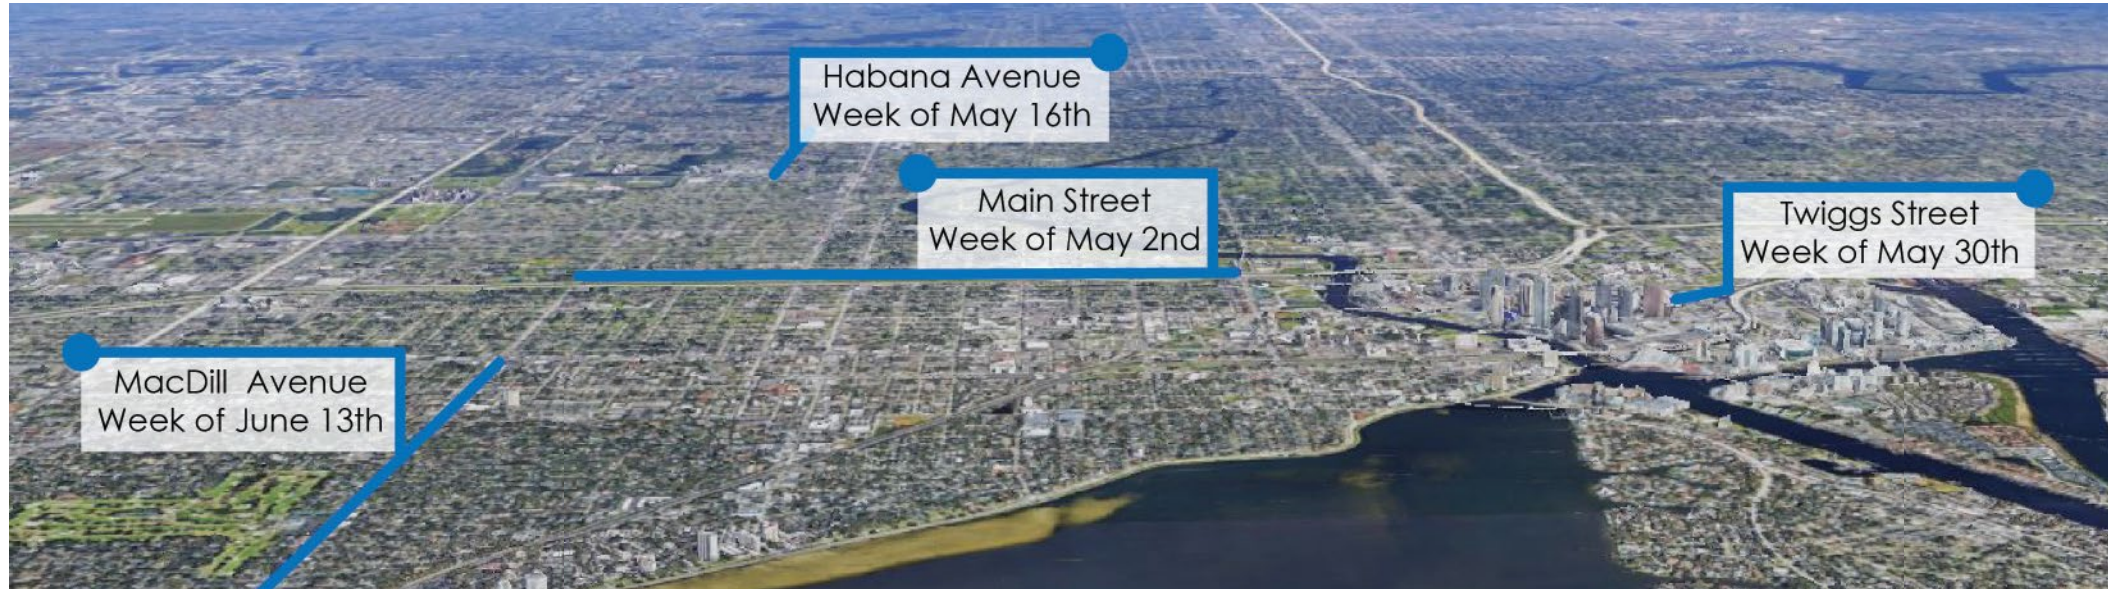 Habana Avenue
Week of May 16th
Main Street
Week of May 2nd
Twiggs Street
Week of May 30th
MacDill Avenue
Week of June 13th